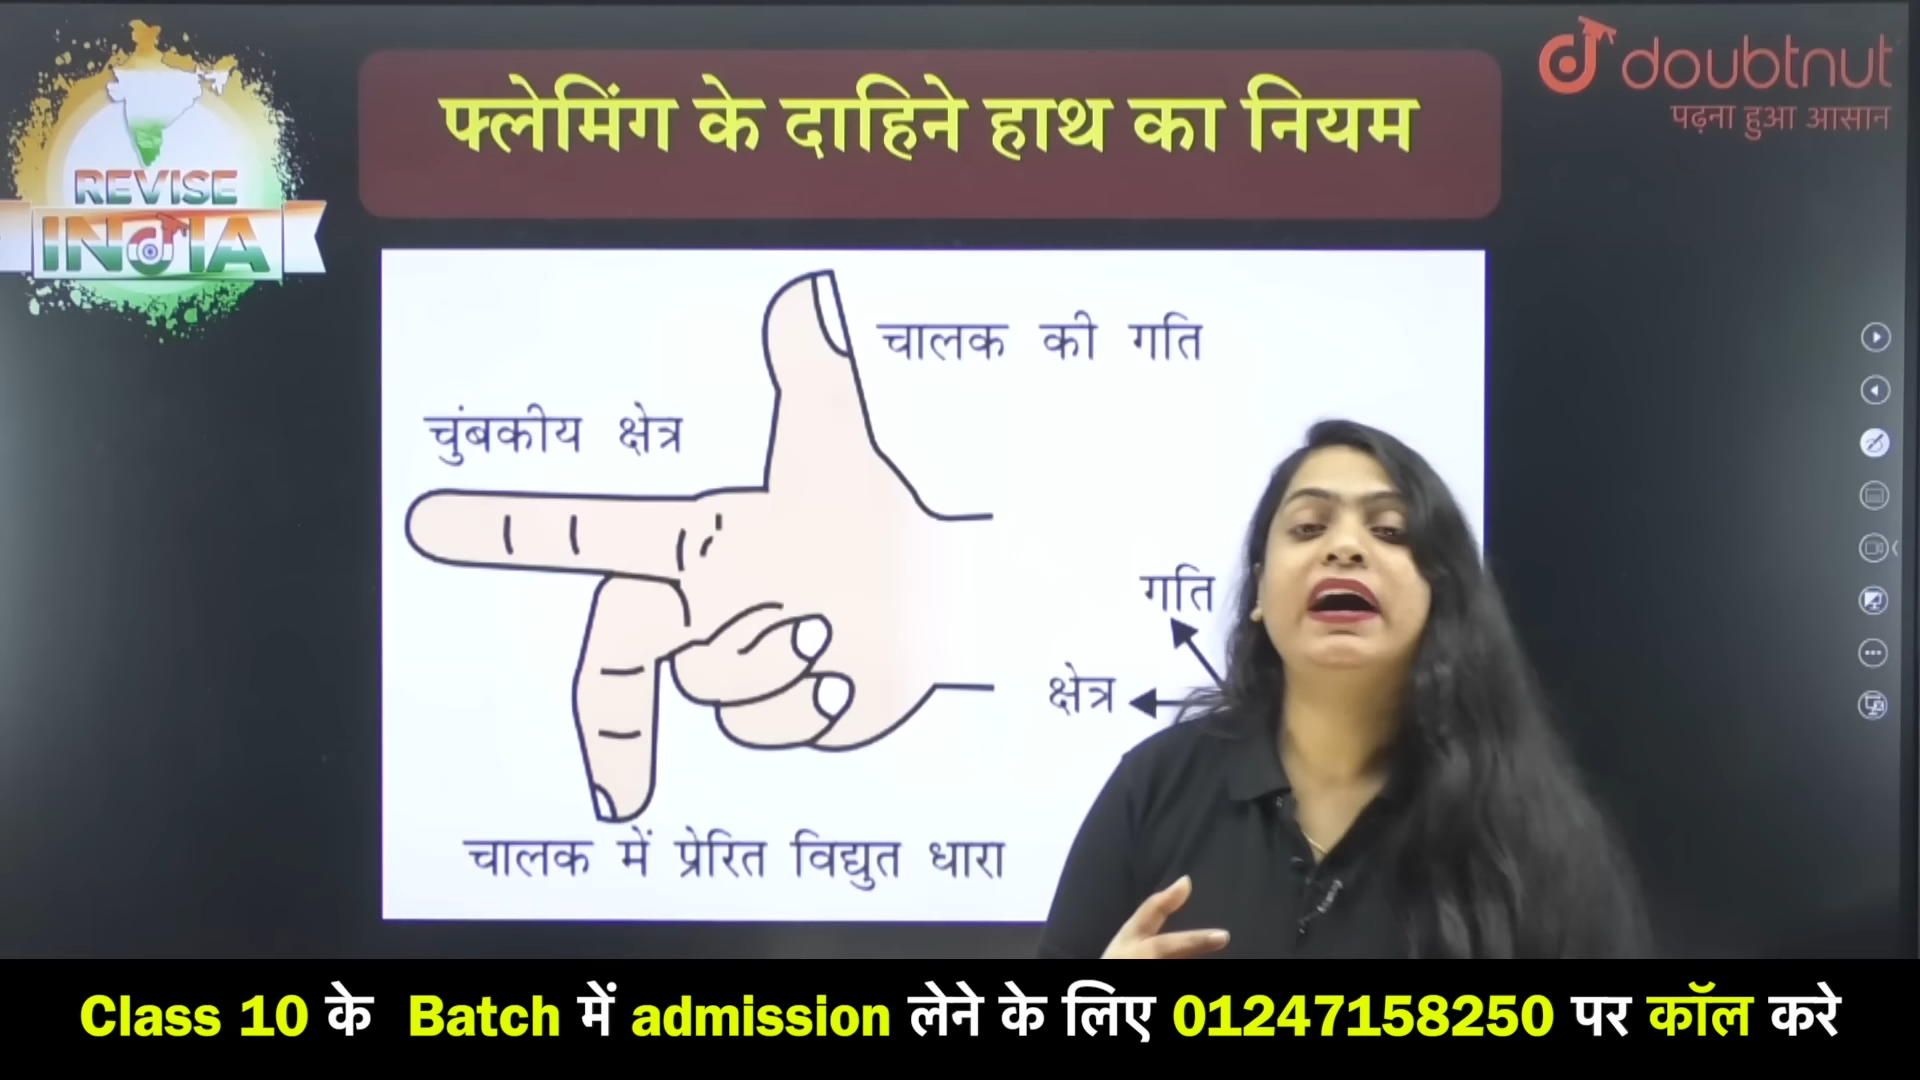 फ्लेमिंग के दाहिने हाथ का नियम
doubtnut
पढ़ना हुआ आसान
REVISE
INDIA
चालक की गति
चुंबकीय क्षेत्र
गति
क्षेत्र
चालक में प्रेरित विद्युत धारा
Class 10 के Batch में admission लेने के लिए 01247158250 पर कॉल करे